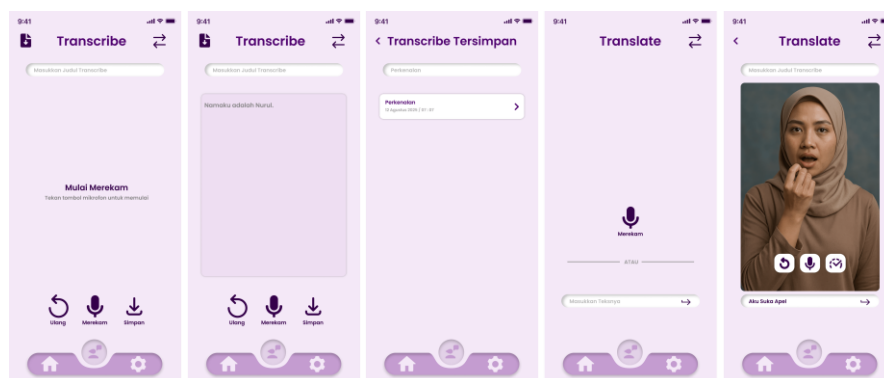 9:41
Transcribe
Masukkan Judul Transcribe
Mulai Merekam
Tekan tombol mikrofon untuk memulai
Ulang
Merekam
Simpan
9:41
Transcribe
Masukkan Judul Transcribe
Namaku adalah Nurul.
Ulang
Merekam
Simpan
9:41
Transcribe Tersimpan
Perkenalan
Perkenalan
9:41
Translate
Merekam
ATAU
Masukkan Teksnya
9:41
Translate
Masukkan Judul Transcribe
Aku Suka Apel